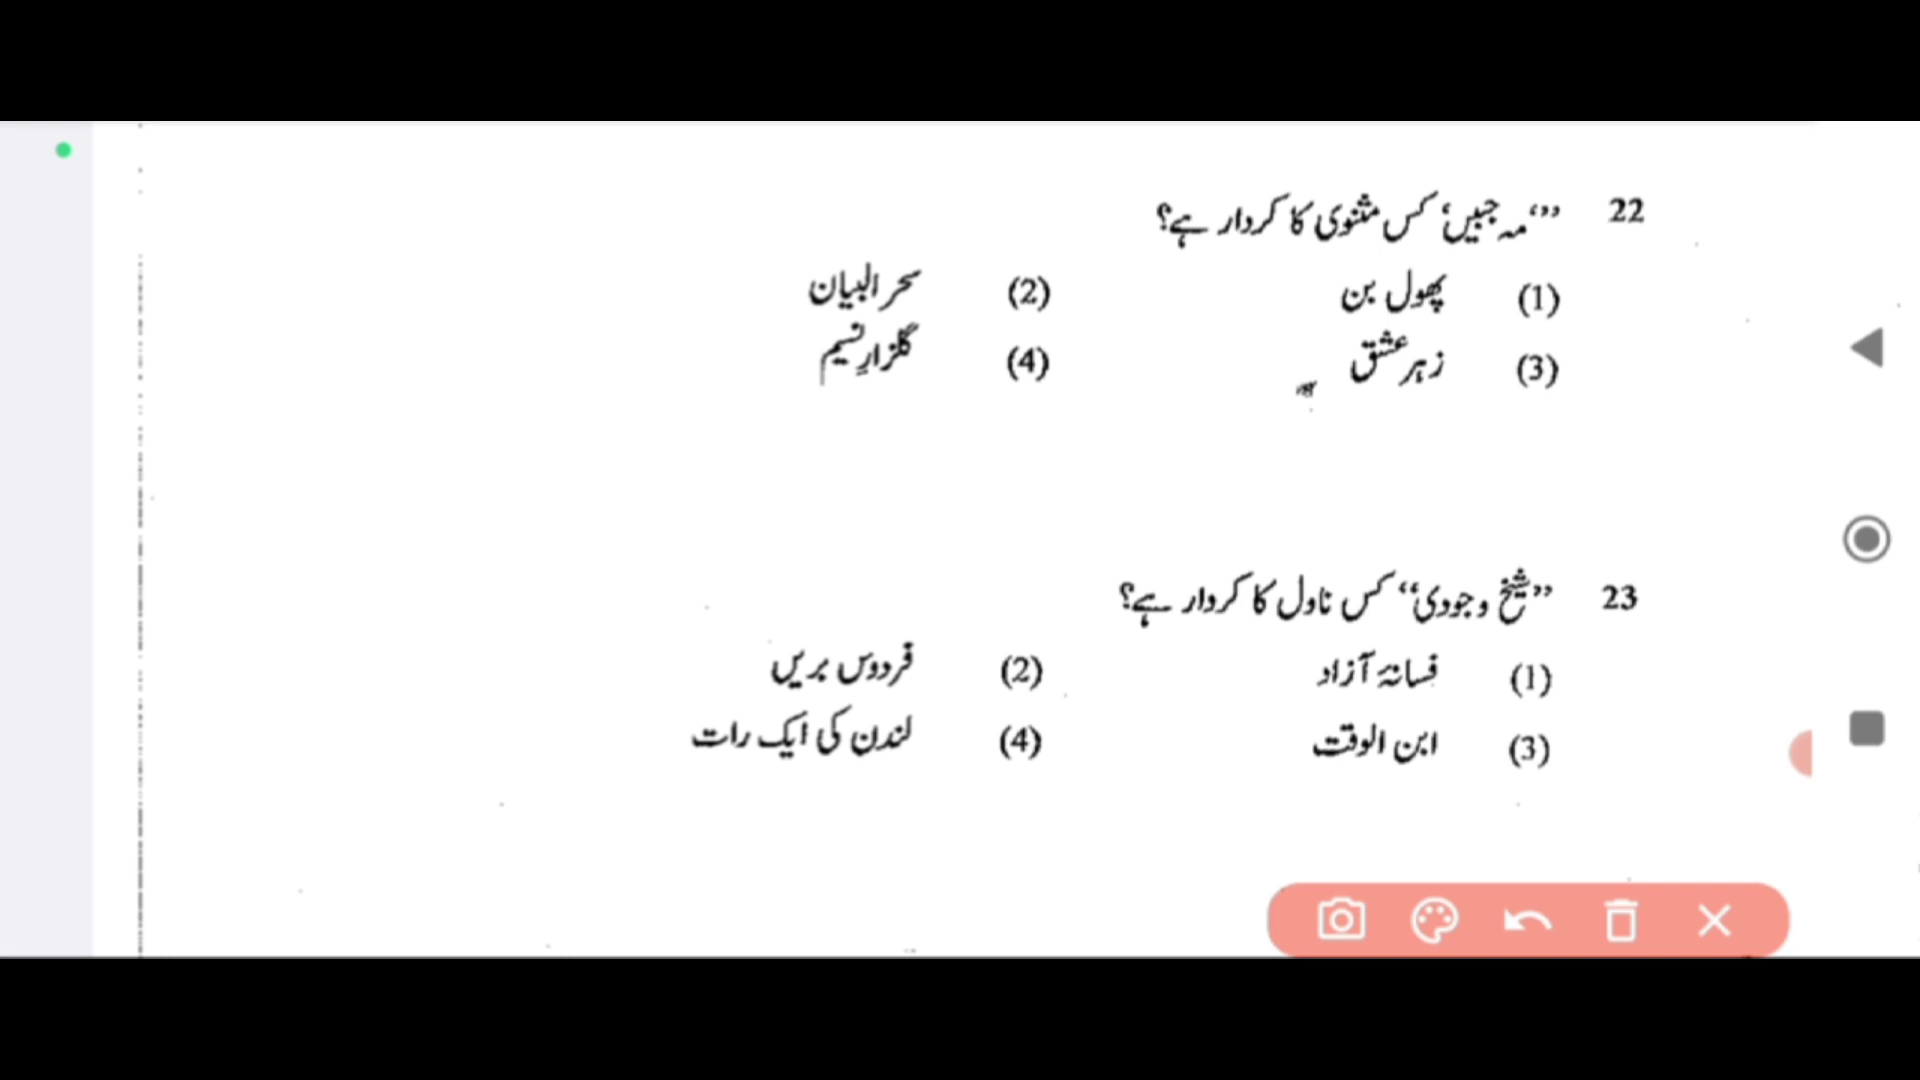 22 ”’مہ جبیں‘ کس مثنوی کا کردار ہے؟
(1) پھول بن (2) سحر البیان
(3) زہر عشق (4) گلزارِ نسیم
23 ”شیخ وجودی“ کس ناول کا کردار ہے؟
(1) فسانۂ آزاد (2) فردوس بریں
(3) ابن الوقت (4) لندن کی ایک رات